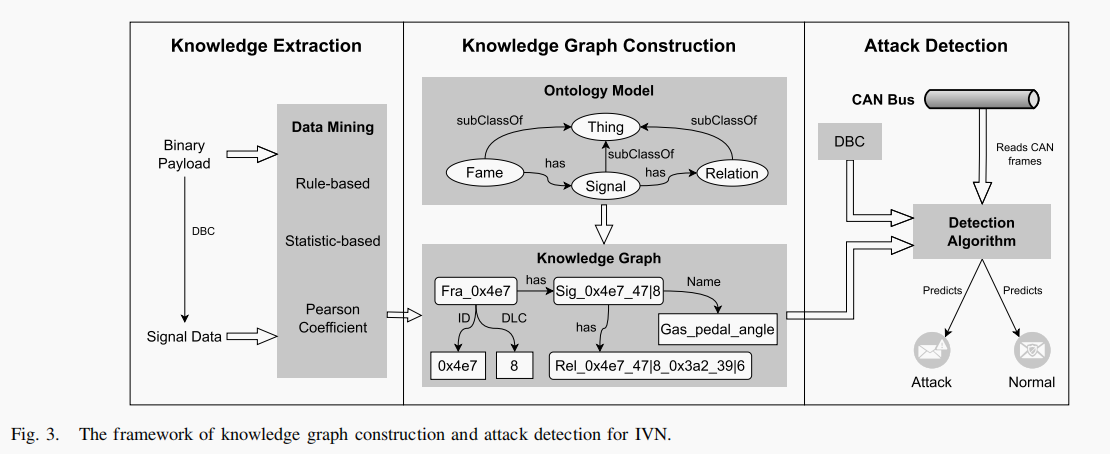 Knowledge Extraction
Binary
Payload
DBC
Signal Data
Data Mining
Rule-based
Statistic-based
Pearson
Coefficient
Knowledge Graph Construction
Ontology Model
subClassOf
Thing
subClassOf
Fame
has
subClassOf
Signal
has
Relation
Knowledge Graph
Fra_0x4e7
has
Sig_0x4e7_47|8
Name
ID
DLC
has
Gas_pedal_angle
0x4e7
8
Rel_0x4e7_47|8_0x3a2_39|6
Attack Detection
CAN Bus
DBC
Reads CAN
frames
Detection
Algorithm
Predicts
Predicts
Attack
Normal
Fig. 3. The framework of knowledge graph construction and attack detection for IVN.